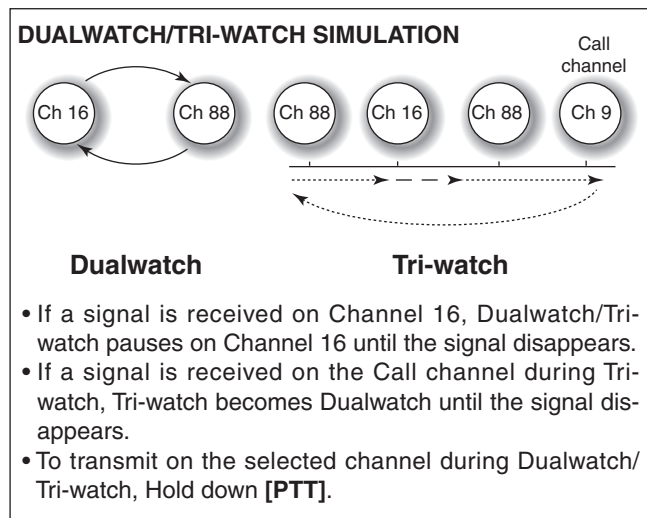 DUALWATCH/TRI-WATCH SIMULATION
Call
channel
Ch 16
Ch 88
Ch 88
Ch 16
Ch 88
Ch 9
Dualwatch
Tri-watch
• If a signal is received on Channel 16, Dualwatch/Tri-
watch pauses on Channel 16 until the signal disappears.
• If a signal is received on the Call channel during Tri-
watch, Tri-watch becomes Dualwatch until the signal dis-
appears.
• To transmit on the selected channel during Dualwatch/
Tri-watch, Hold down [PTT].